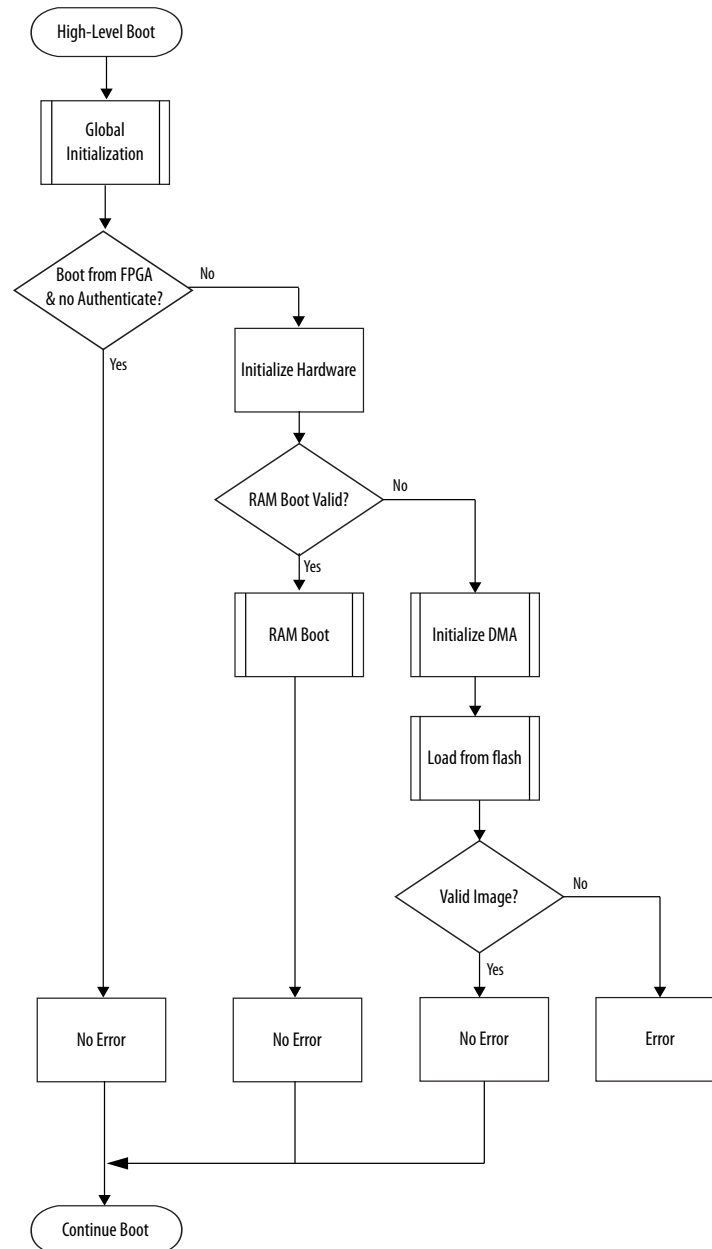 High-Level Boot
Global
Initialization
Boot from FPGA
& no Authenticate?
No
Yes
Initialize Hardware
RAM Boot Valid?
No
Yes
RAM Boot
Initialize DMA
Load from flash
Valid Image?
No
Yes
No Error
No Error
No Error
Error
Continue Boot